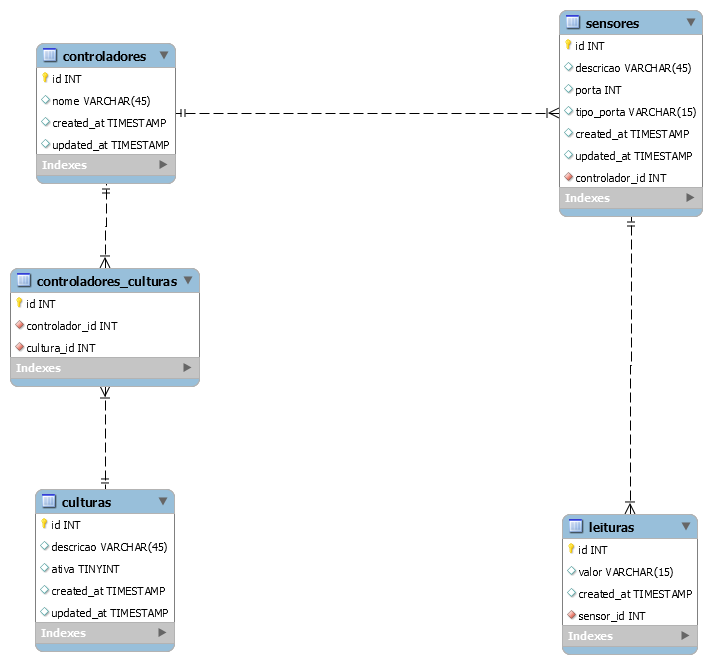 controladores
id INT
nome VARCHAR(45)
created_at TIMESTAMP
updated_at TIMESTAMP
Indexes
sensores
id INT
descricao VARCHAR(45)
porta INT
tipo_porta VARCHAR(15)
created_at TIMESTAMP
updated_at TIMESTAMP
controlador_id INT
Indexes
controladores_culturas
id INT
controlador_id INT
cultura_id INT
Indexes
culturas
id INT
descricao VARCHAR(45)
ativa TINYINT
created_at TIMESTAMP
updated_at TIMESTAMP
Indexes
leituras
id INT
valor VARCHAR(15)
created_at TIMESTAMP
sensor_id INT
Indexes